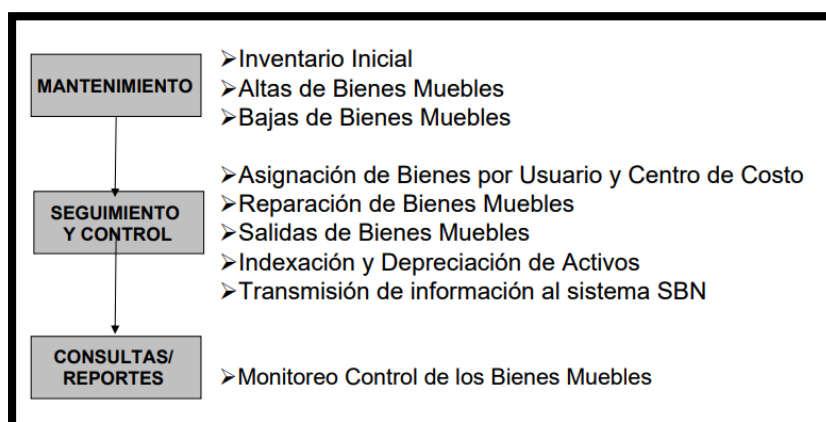 MANTENIMIENTO
➢Inventario Inicial
➢Altas de Bienes Muebles
➢Bajas de Bienes Muebles
SEGUIMIENTO
Y CONTROL
➢Asignación de Bienes por Usuario y Centro de Costo
➢Reparación de Bienes Muebles
➢Salidas de Bienes Muebles
➢Indexación y Depreciación de Activos
➢Transmisión de información al sistema SBN
CONSULTAS/
REPORTES
➢Monitoreo Control de los Bienes Muebles